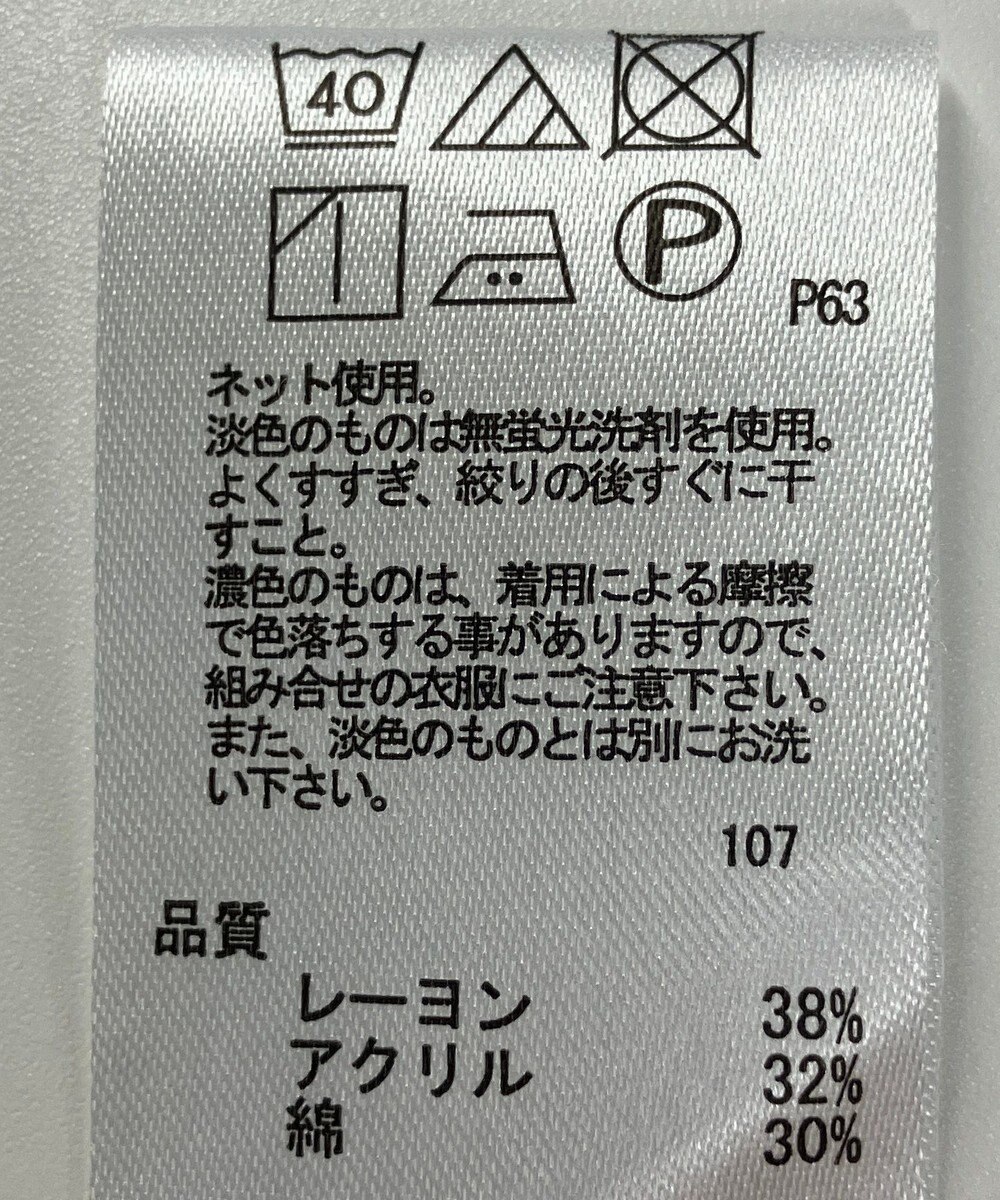 40
P
P63
ネット使用。
淡色のものは無蛍光洗剤を使用。
よくすすぎ、絞りの後すぐに干
すこと。
濃色のものは、着用による摩擦
で色落ちする事がありますので、
組み合せの衣服にご注意下さい。
また、淡色のものとは別にお洗
い下さい。
107
品質
レーヨン 38%
アクリル 32%
綿 30%